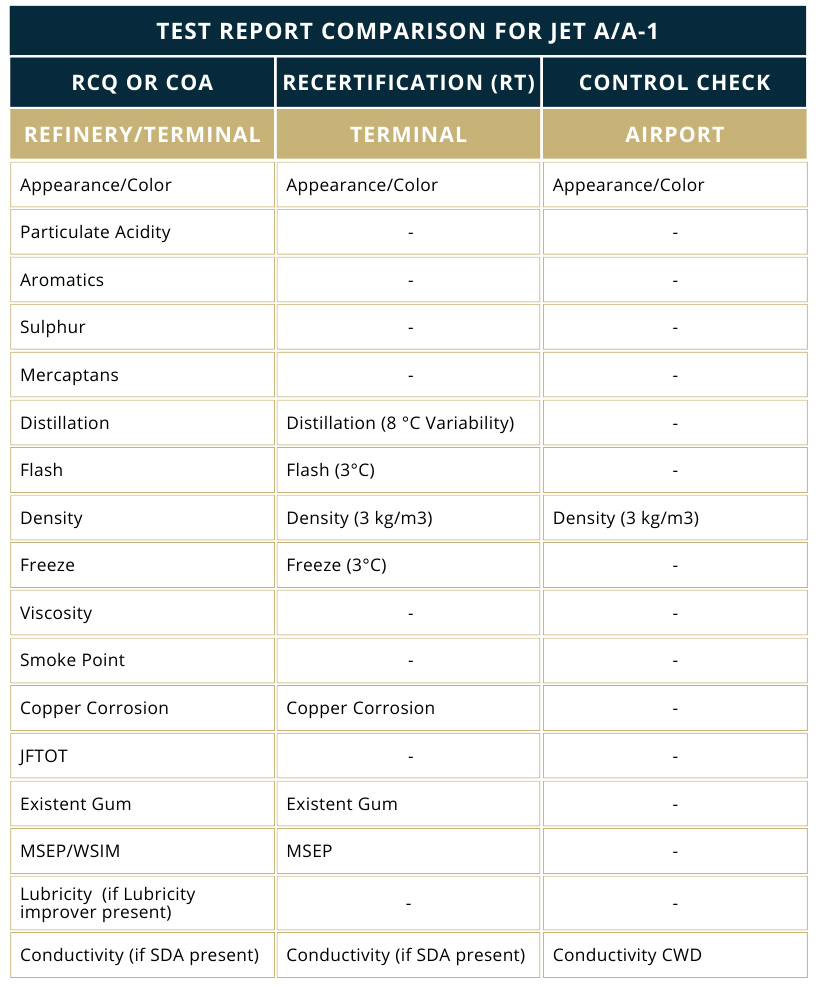 TEST REPORT COMPARISON FOR JET A/A-1
RCQ OR COA RECERTIFICATION (RT) CONTROL CHECK
REFINERY/TERMINAL TERMINAL AIRPORT
Appearance/Color Appearance/Color Appearance/Color
Particulate Acidity - -
Aromatics - -
Sulphur - -
Mercaptans - -
Distillation Distillation (8 °C Variability) -
Flash Flash (3°C) -
Density Density (3 kg/m3) Density (3 kg/m3)
Freeze Freeze (3°C) -
Viscosity - -
Smoke Point - -
Copper Corrosion Copper Corrosion -
JFTOT - -
Existent Gum Existent Gum -
MSEP/WSIM MSEP -
Lubricity (if Lubricity
improver present) - -
Conductivity (if SDA present) Conductivity (if SDA present) Conductivity CWD